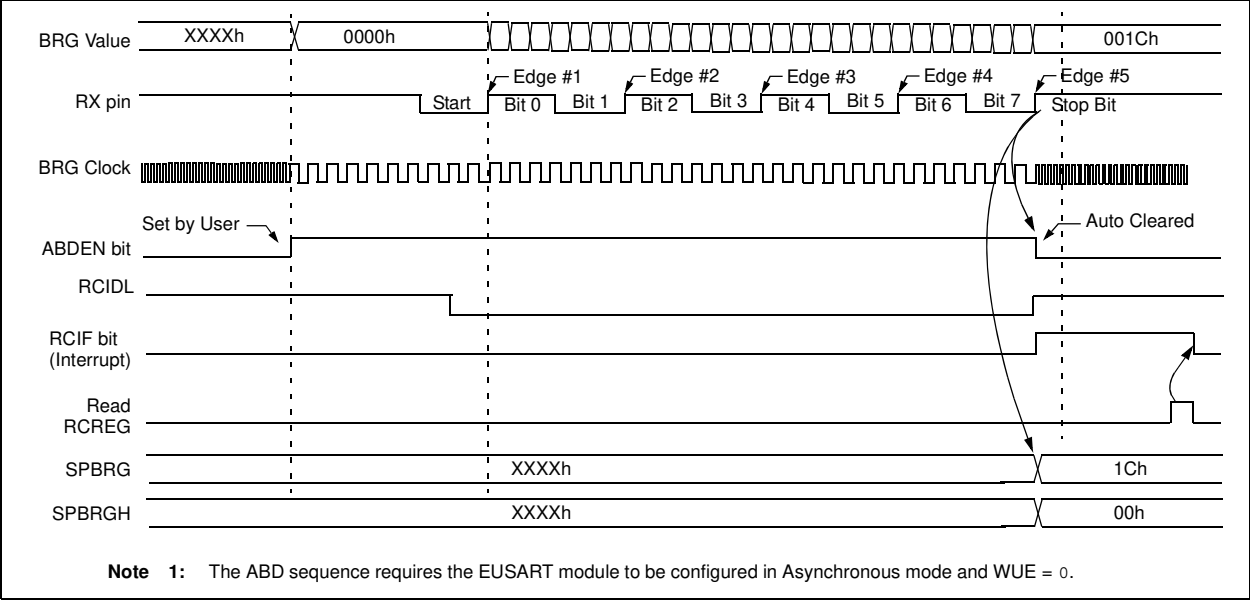 BRG Value XXXXh 0000h 001Ch
Edge #1 Edge #2 Edge #3 Edge #4 Edge #5
RX pin Start Bit 0 Bit 1 Bit 2 Bit 3 Bit 4 Bit 5 Bit 6 Bit 7 Stop Bit
BRG Clock
Set by User Auto Cleared
ABDEN bit
RCIDL
RCIF bit
(Interrupt)
Read
RCREG
SPBRG XXXXh 1Ch
SPBRGH XXXXh 00h
Note 1: The ABD sequence requires the EUSART module to be configured in Asynchronous mode and WUE = 0.